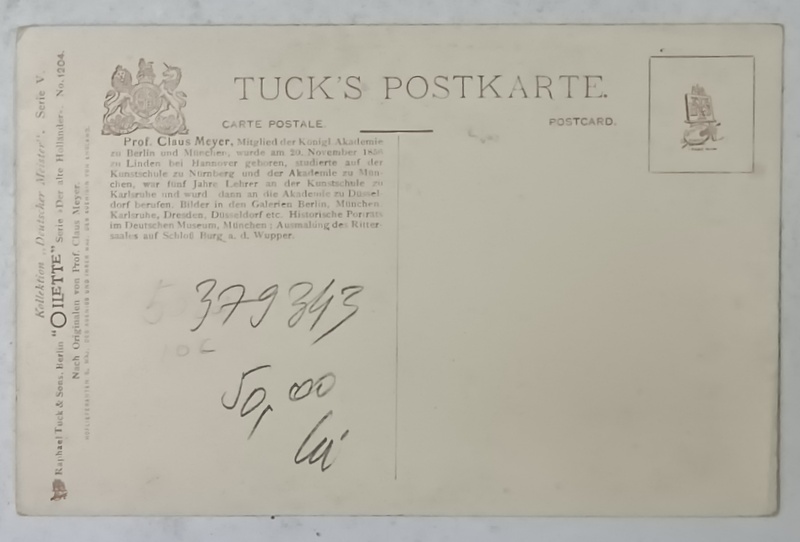 TUCK'S POSTKARTE.
CARTE POSTALE.
POSTCARD.
Prof. Claus Meyer, Mitglied der Königl. Akademie
zu Berlin und München, wurde am 20. November 1856
zu Linden bei Hannover geboren, studierte auf der
Kunstschule zu Nürnberg und der Akademie zu Mün-
chen, war fünf Jahre Lehrer an der Kunstschule zu
Karlsruhe und wurd dann an die Akademie zu Düssel
dorf berufen. Bilder in den Galerien Berlin, München,
Karlsruhe, Dresden, Düsseldorf etc. Historische Porträts
im Deutschen Museum, München; Ausmalung des Ritter-
saales auf Schloß Burg a. d. Wupper.
379343
50,00
lei
Kollektion „Deutscher Meister", Serie V.
Raphael Tuck & Sons, Berlin "OILETTE" Serie »Der alte Holländer«, No. 1204.
Nach Originalen von Prof. Claus Meyer.